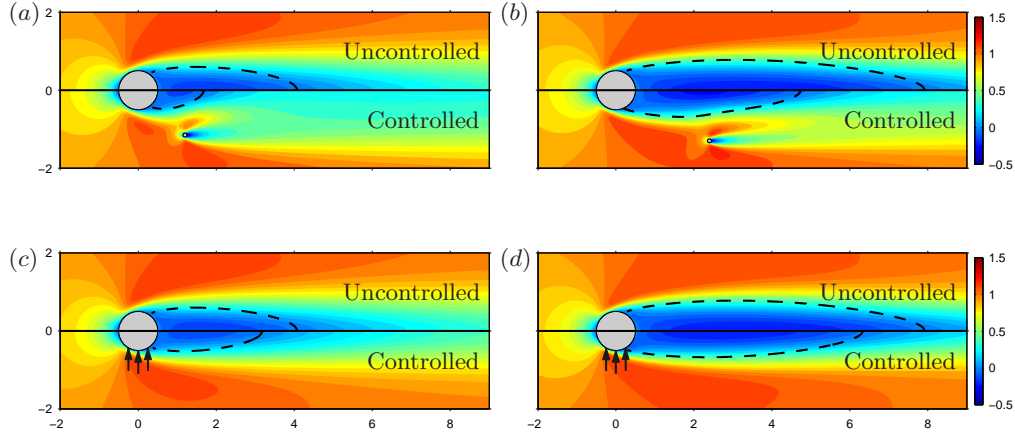 (a)
(b)
2
0
−2
Uncontrolled
Controlled
Uncontrolled
Controlled
1.5
1
0.5
0
−0.5
(c)
(d)
2
0
−2
Uncontrolled
Controlled
Uncontrolled
Controlled
1.5
1
0.5
0
−0.5
−2 0 2 4 6 8
−2 0 2 4 6 8